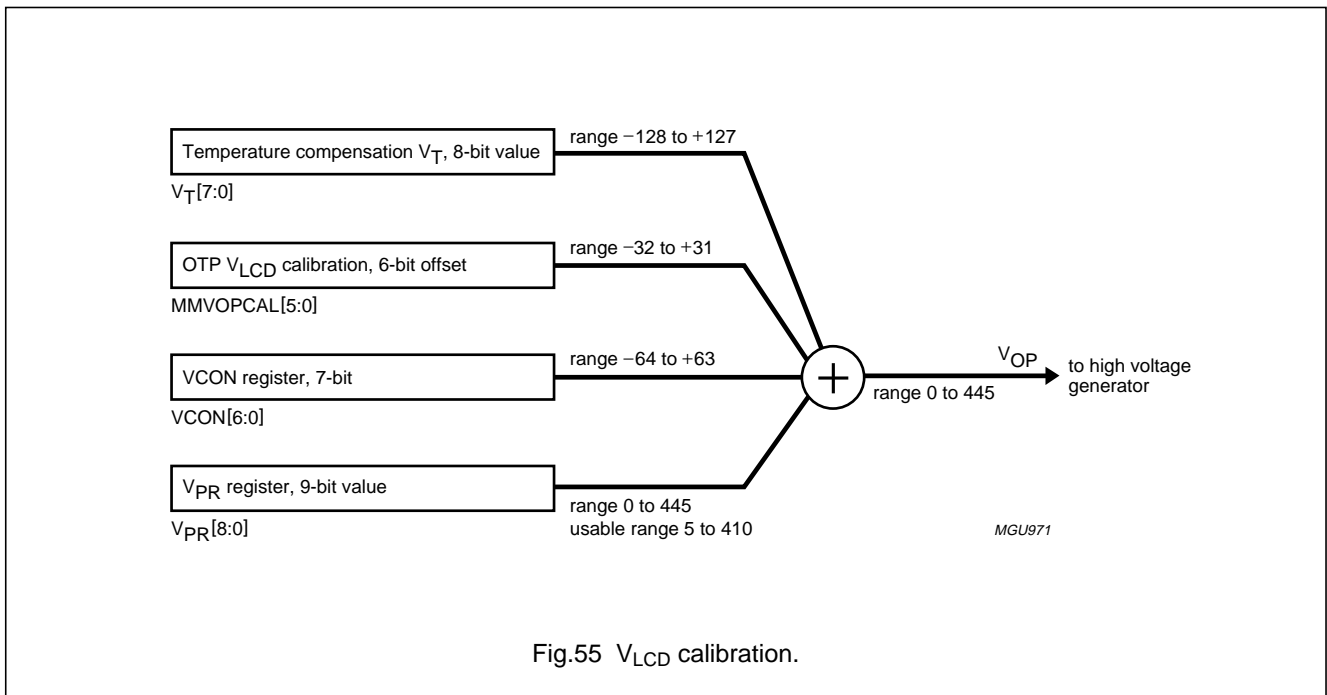 Temperature compensation VT, 8-bit value
range −128 to +127
VT[7:0]
OTP VLCD calibration, 6-bit offset
range −32 to +31
MMVOPCAL[5:0]
VCON register, 7-bit
range −64 to +63
VCON[6:0]
VPR register, 9-bit value
range 0 to 445
usable range 5 to 410
VPR[8:0]
+
VOP
range 0 to 445
to high voltage
generator
MGU971
Fig.55 VLCD calibration.